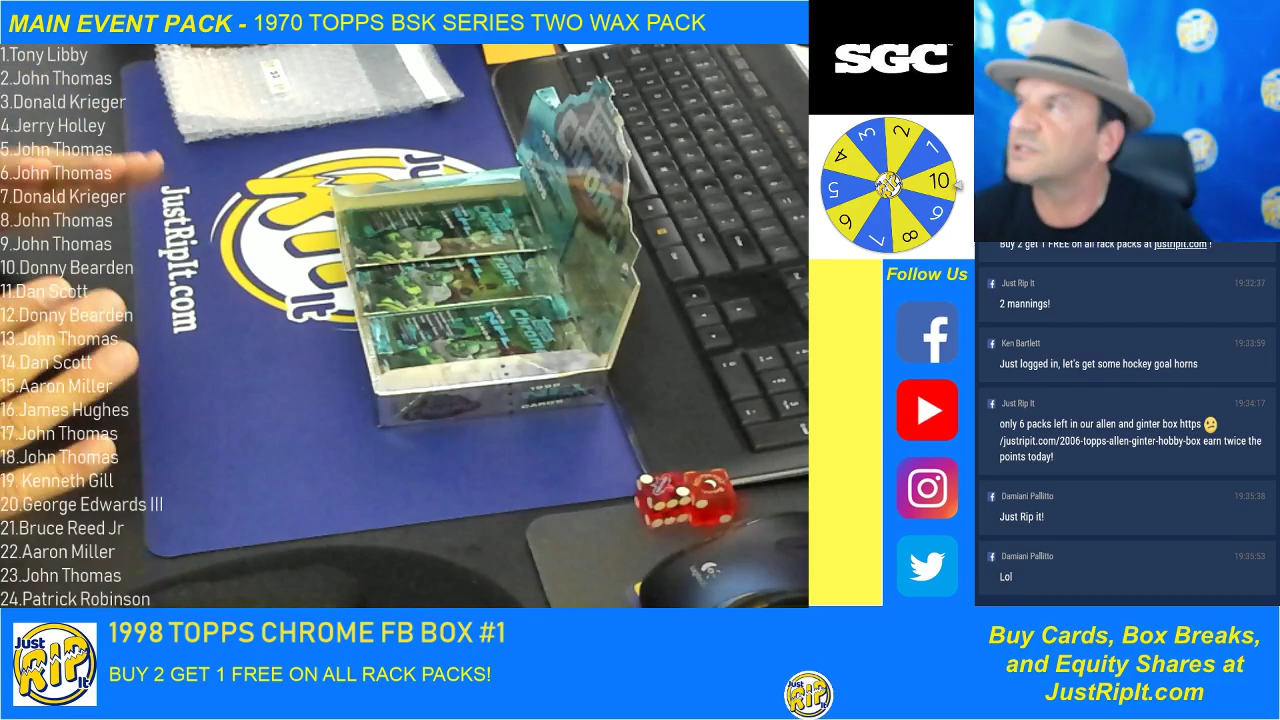 MAIN EVENT PACK - 1970 TOPPS BSK SERIES TWO WAX PACK
1.Tony Libby
2.John Thomas
3.Donald Krieger
4.Jerry Holley
5.John Thomas
6.John Thomas
7.Donald Krieger
8.John Thomas
9.John Thomas
10.Donny Bearden
11.Dan Scott
12.Donny Bearden
13.John Thomas
14.Dan Scott
15.Aaron Miller
16.James Hughes
17.John Thomas
18.John Thomas
19. Kenneth Gill
20.George Edwards III
21.Bruce Reed Jr
22.Aaron Miller
23.John Thomas
24.Patrick Robinson
JustRipIt.com
SGC
1
2
3
4
5
6
7
8
9
10
Follow Us
Buy 2 get 1 FREE on all rack packs at justripit.com !
Just Rip It 19:32:37
2 mannings!
Ken Bartlett 19:33:59
Just logged in, let's get some hockey goal horns
Just Rip It 19:34:17
only 6 packs left in our allen and ginter box https 😕
/justripit.com/2006-topps-allen-ginter-hobby-box earn twice the
points today!
Damiani Pallitto 19:35:38
Just Rip it!
Damiani Pallitto 19:35:53
Lol
Just
RIP
It
1998 TOPPS CHROME FB BOX #1
BUY 2 GET 1 FREE ON ALL RACK PACKS!
Just
RIP
It
Buy Cards, Box Breaks,
and Equity Shares at
JustRipIt.com